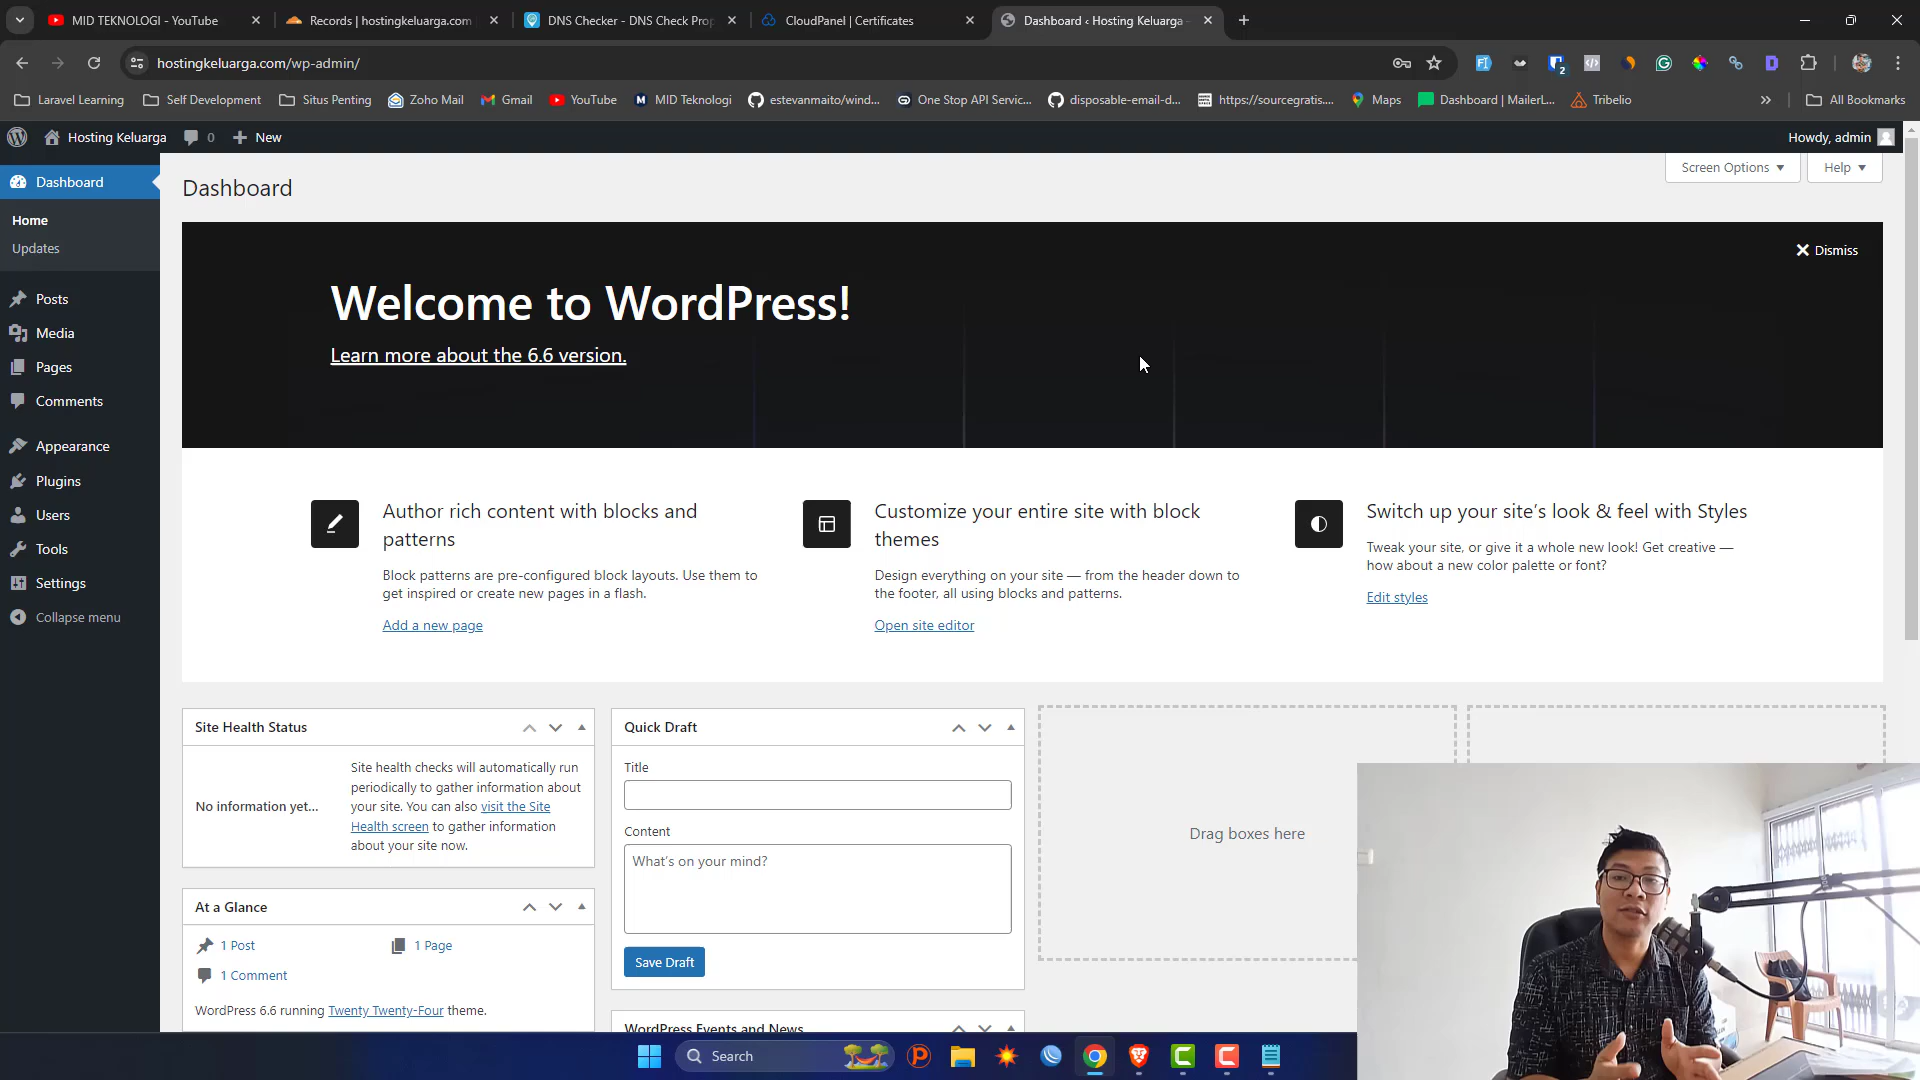 MID TEKNOLOGI - YouTube
Records | hostingkeluarga.com
DNS Checker - DNS Check Prop
CloudPanel | Certificates
Dashboard ‹ Hosting Keluarga -
hostingkeluarga.com/wp-admin/
2
Laravel Learning
Self Development
Situs Penting
Zoho Mail
Gmail
YouTube
MID Teknologi
estevanmaito/wind...
One Stop API Servic...
disposable-email-d...
https://sourcegratis....
Maps
Dashboard | MailerL...
Tribelio
All Bookmarks
Hosting Keluarga
0
New
Howdy, admin
Dashboard
Home
Updates
Posts
Media
Pages
Comments
Appearance
Plugins
Users
Tools
Settings
Collapse menu
Dashboard
Screen Options
Help
Welcome to WordPress!
Learn more about the 6.6 version.
Dismiss
Author rich content with blocks and
patterns
Block patterns are pre-configured block layouts. Use them to
get inspired or create new pages in a flash.
Add a new page
Customize your entire site with block
themes
Design everything on your site — from the header down to
the footer, all using blocks and patterns.
Open site editor
Switch up your site’s look & feel with Styles
Tweak your site, or give it a whole new look! Get creative —
how about a new color palette or font?
Edit styles
Site Health Status
No information yet...
Site health checks will automatically run
periodically to gather information about
your site. You can also visit the Site
Health screen to gather information
about your site now.
At a Glance
1 Post
1 Page
1 Comment
WordPress 6.6 running Twenty Twenty-Four theme.
Quick Draft
Title
Content
What’s on your mind?
Save Draft
WordPress Events and News
Drag boxes here
Search